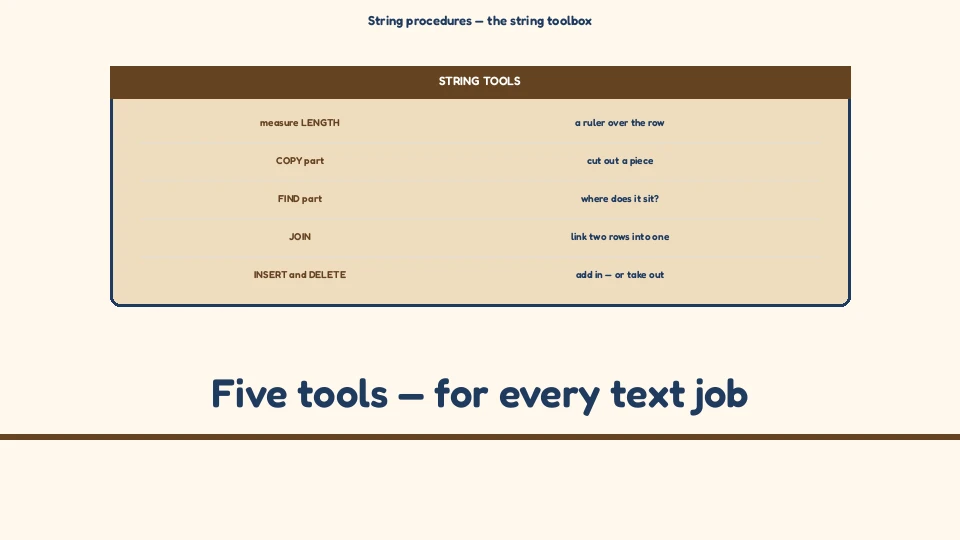 String procedures — the string toolbox
STRING TOOLS
measure LENGTH a ruler over the row
COPY part cut out a piece
FIND part where does it sit?
JOIN link two rows into one
INSERT and DELETE add in — or take out
Five tools — for every text job